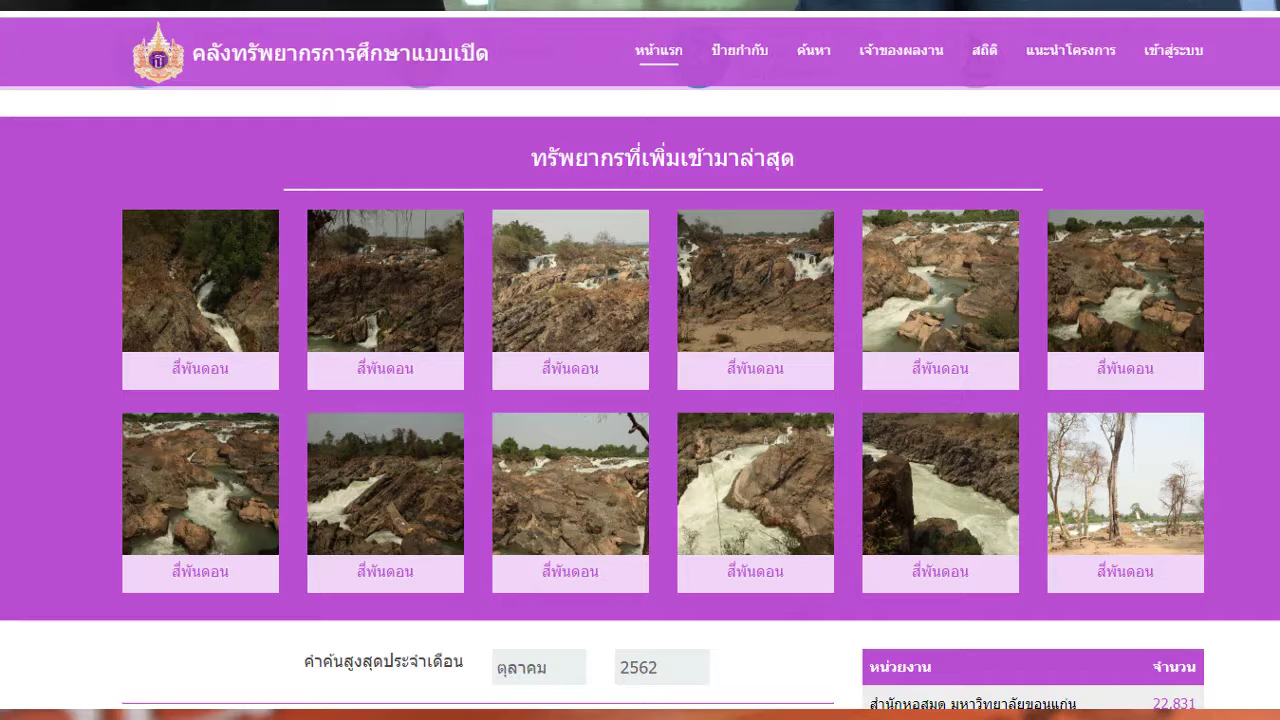 คลังทรัพยากรการศึกษาแบบเปิด
หน้าแรก ป้ายกำกับ ค้นหา เจ้าของผลงาน สถิติ แนะนำโครงการ เข้าสู่ระบบ
ทรัพยากรที่เพิ่มเข้ามาล่าสุด
สี่พันดอน สี่พันดอน สี่พันดอน สี่พันดอน สี่พันดอน สี่พันดอน
สี่พันดอน สี่พันดอน สี่พันดอน สี่พันดอน สี่พันดอน สี่พันดอน
คำค้นสูงสุดประจำเดือน ตุลาคม 2562
หน่วยงาน จำนวน
สำนักหอสมุด มหาวิทยาลัยขอนแก่น 22,831